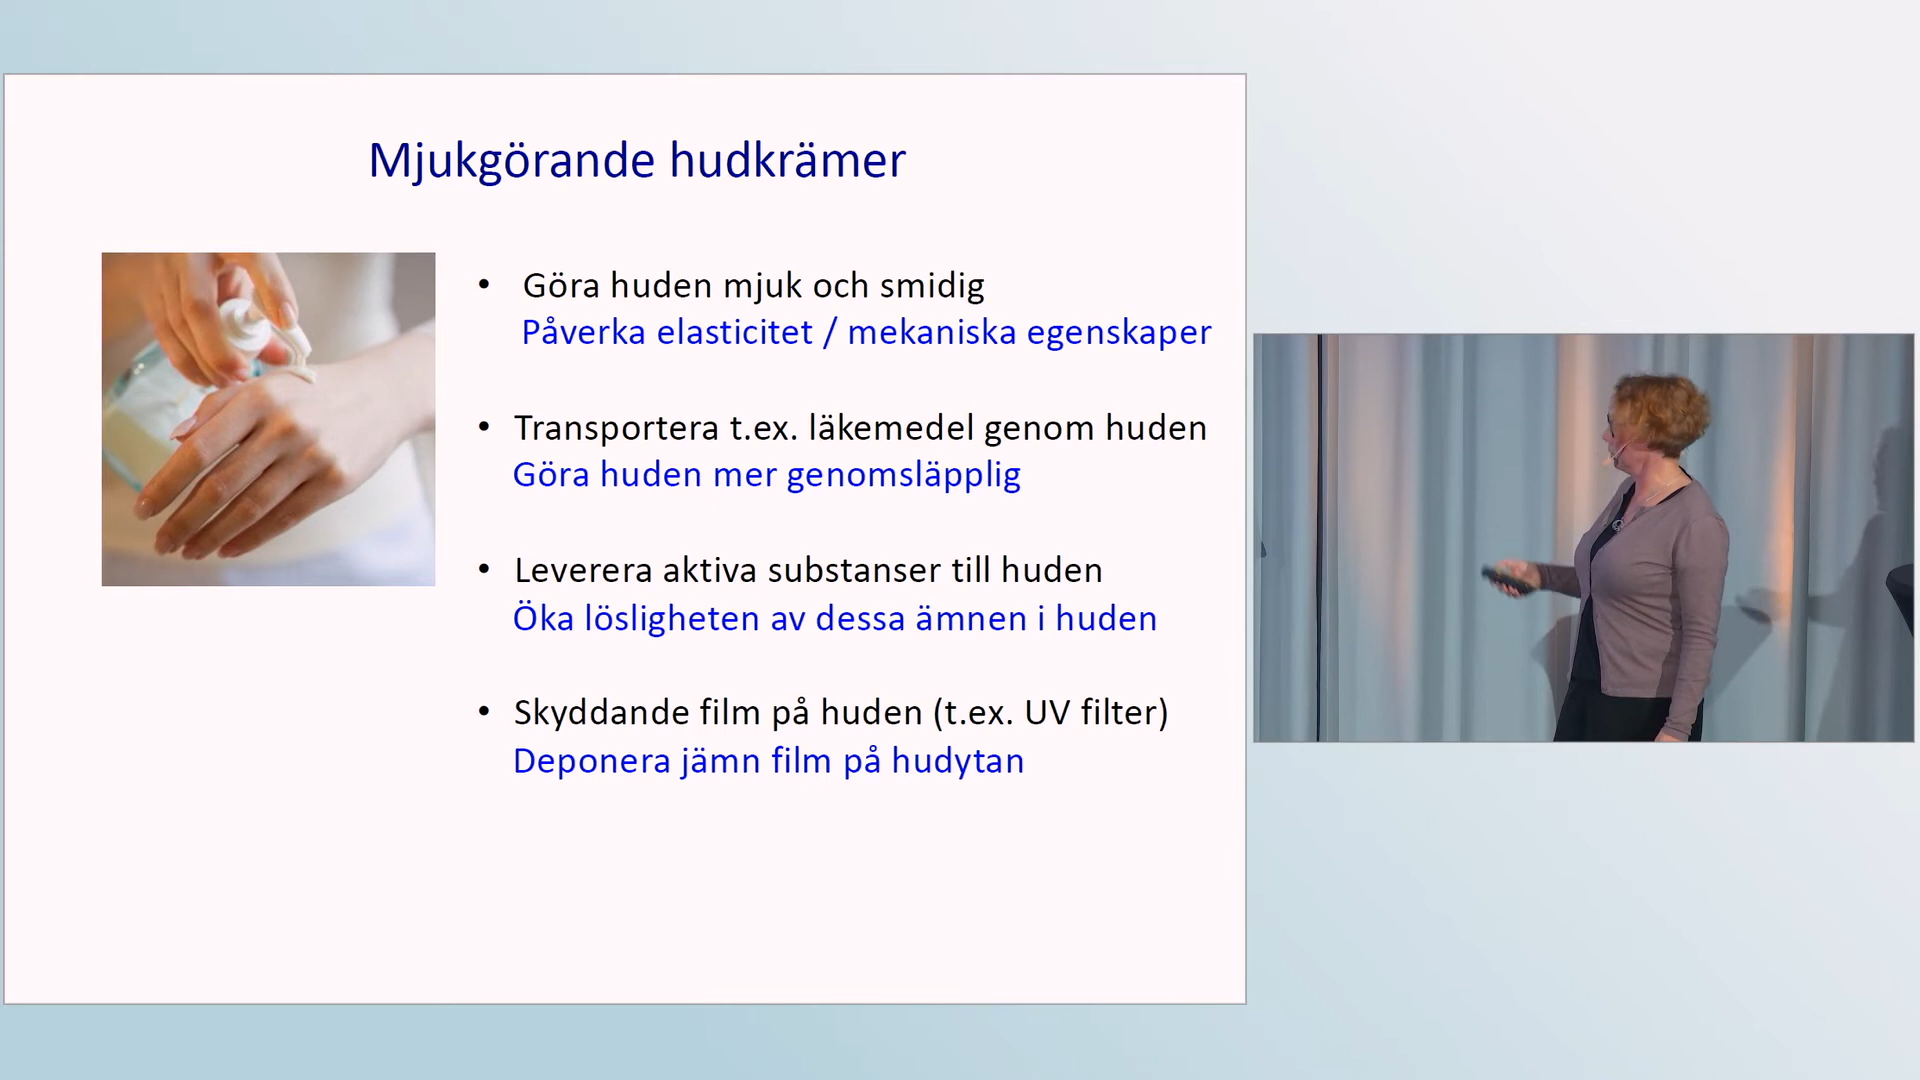 Mjukgörande hudkrämer
• Göra huden mjuk och smidig
Påverka elasticitet / mekaniska egenskaper
• Transportera t.ex. läkemedel genom huden
Göra huden mer genomsläpplig
• Leverera aktiva substanser till huden
Öka lösligheten av dessa ämnen i huden
• Skyddande film på huden (t.ex. UV filter)
Deponera jämn film på hudytan